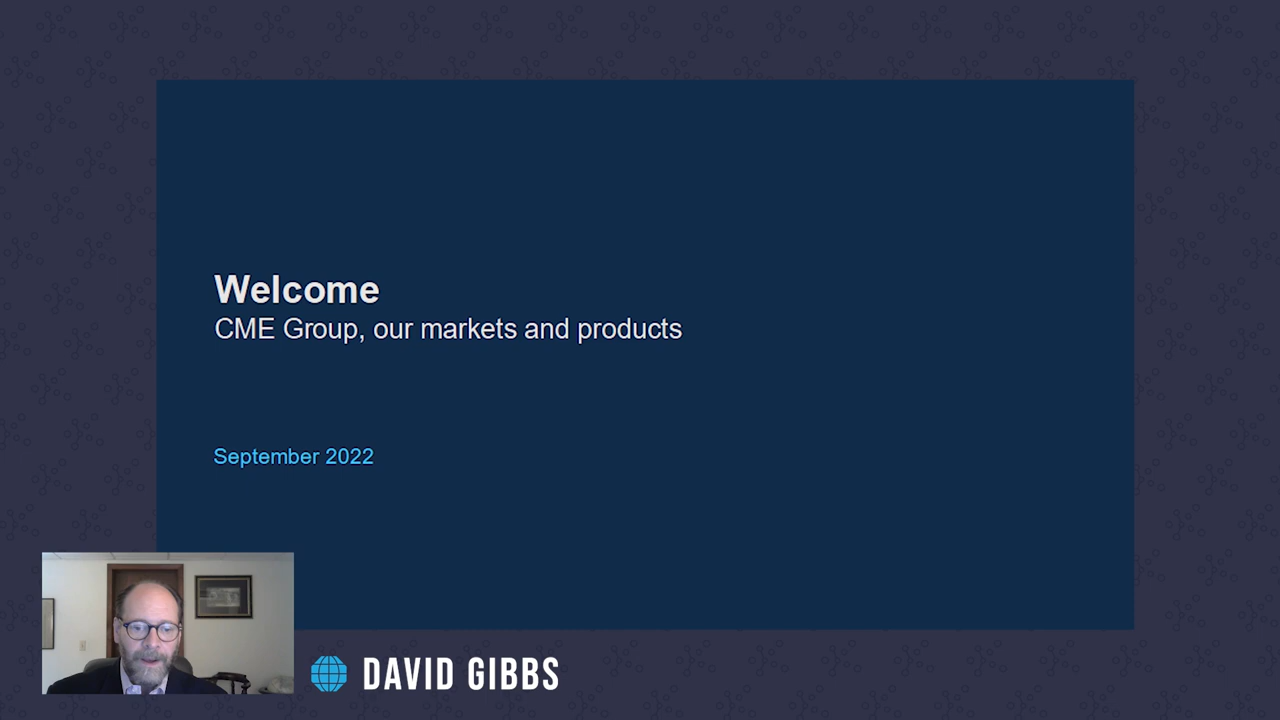 Welcome
CME Group, our markets and products
September 2022
DAVID GIBBS